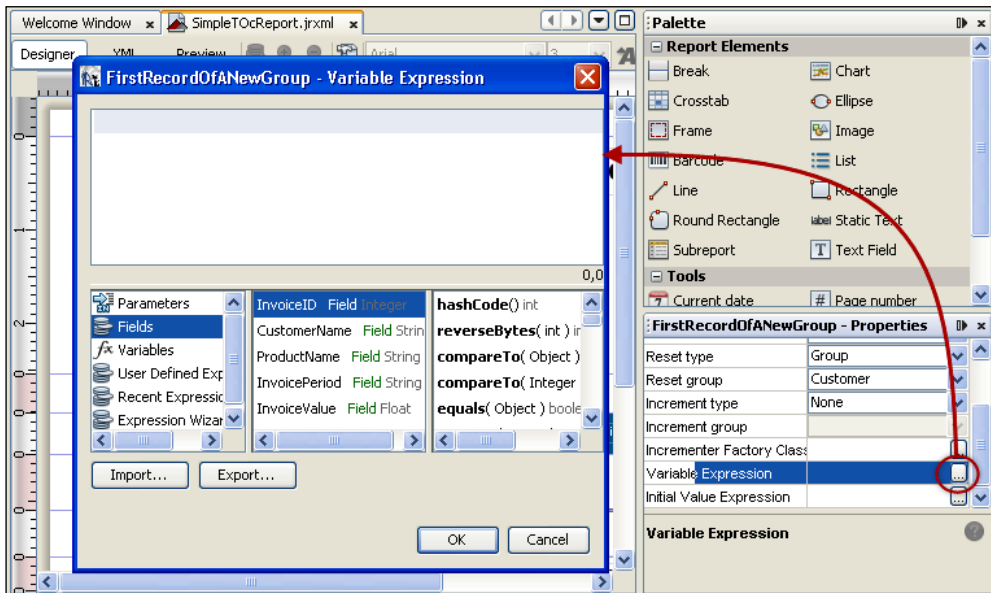 Welcome Window x SimpleTOcReport.jrxml x
Designer XML Preview Arial 3
FirstRecordOfANewGroup - Variable Expression
0,0
Parameters
Fields
fx Variables
User Defined Exp
Recent Expressic
Expression Wizar
InvoiceID Field Integer
CustomerName Field Strin
ProductName Field String
InvoicePeriod Field String
InvoiceValue Field Float
hashCode() int
reverseBytes( int ) ir
compareTo( Object )
compareTo( Integer
equals( Object ) boole
Import... Export...
OK Cancel
Palette
Report Elements
Break Chart
Crosstab Ellipse
Frame Image
Barcode List
Line Rectangle
Round Rectangle label Static Text
Subreport T Text Field
Tools
7 Current date # Page number
FirstRecordOfANewGroup - Properties
Reset type Group
Reset group Customer
Increment type None
Increment group
Incrementer Factory Clas
Variable Expression ...
Initial Value Expression ...
Variable Expression